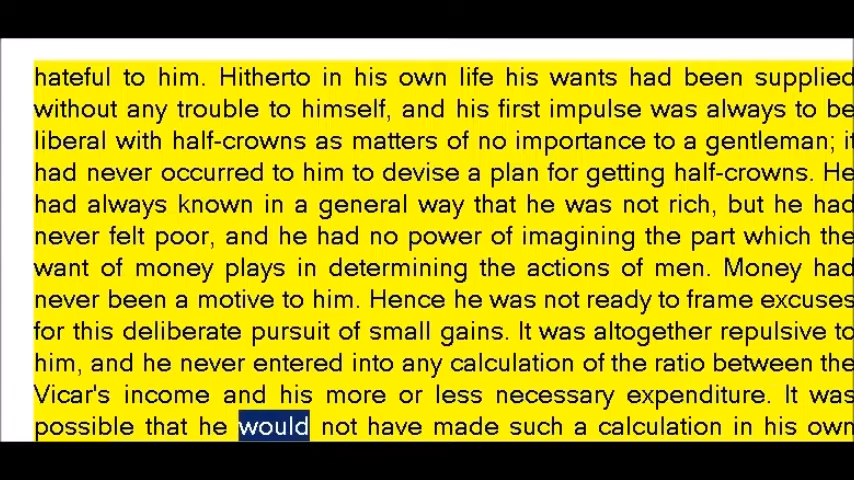 hateful to him. Hitherto in his own life his wants had been supplied
without any trouble to himself, and his first impulse was always to be
liberal with half-crowns as matters of no importance to a gentleman; it
had never occurred to him to devise a plan for getting half-crowns. He
had always known in a general way that he was not rich, but he had
never felt poor, and he had no power of imagining the part which the
want of money plays in determining the actions of men. Money had
never been a motive to him. Hence he was not ready to frame excuses
for this deliberate pursuit of small gains. It was altogether repulsive to
him, and he never entered into any calculation of the ratio between the
Vicar's income and his more or less necessary expenditure. It was
possible that he would not have made such a calculation in his own